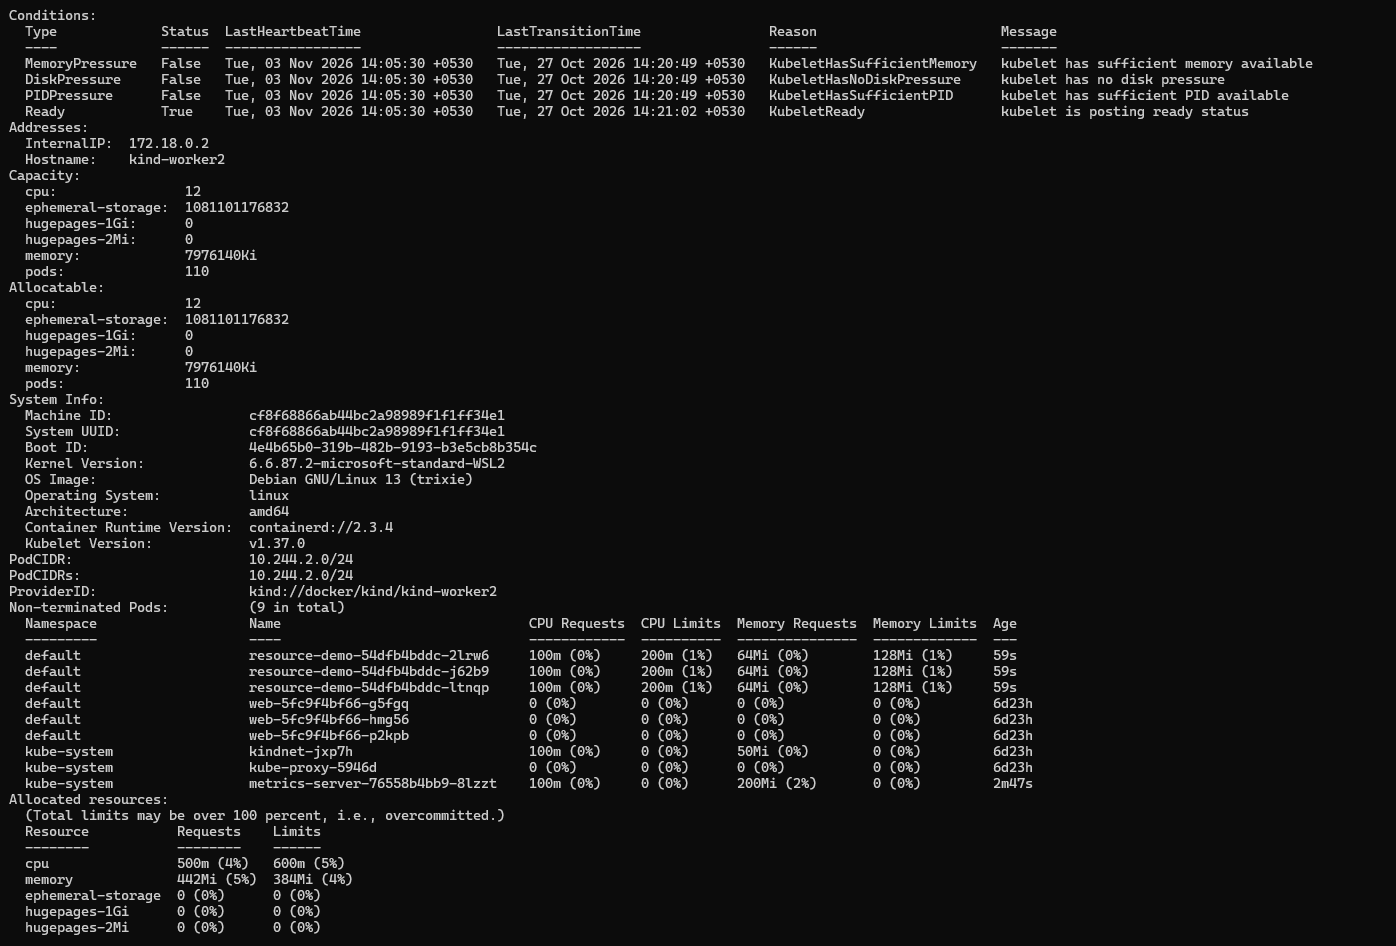 Conditions:
  Type             Status  LastHeartbeatTime                 LastTransitionTime                Reason                       Message
  ----             ------  -----------------                 ------------------                ------                       -------
  MemoryPressure   False   Tue, 03 Nov 2026 14:05:30 +0530   Tue, 27 Oct 2026 14:20:49 +0530   KubeletHasSufficientMemory   kubelet has sufficient memory available
  DiskPressure     False   Tue, 03 Nov 2026 14:05:30 +0530   Tue, 27 Oct 2026 14:20:49 +0530   KubeletHasNoDiskPressure     kubelet has no disk pressure
  PIDPressure      False   Tue, 03 Nov 2026 14:05:30 +0530   Tue, 27 Oct 2026 14:20:49 +0530   KubeletHasSufficientPID      kubelet has sufficient PID available
  Ready            True    Tue, 03 Nov 2026 14:05:30 +0530   Tue, 27 Oct 2026 14:21:02 +0530   KubeletReady                 kubelet is posting ready status
Addresses:
  InternalIP:  172.18.0.2
  Hostname:    kind-worker2
Capacity:
  cpu:                12
  ephemeral-storage:  1081101176832
  hugepages-1Gi:      0
  hugepages-2Mi:      0
  memory:             7976140Ki
  pods:               110
Allocatable:
  cpu:                12
  ephemeral-storage:  1081101176832
  hugepages-1Gi:      0
  hugepages-2Mi:      0
  memory:             7976140Ki
  pods:               110
System Info:
  Machine ID:                 cf8f68866ab44bc2a98989f1f1ff34e1
  System UUID:                cf8f68866ab44bc2a98989f1f1ff34e1
  Boot ID:                    4e4b65b0-319b-482b-9193-b3e5cb8b354c
  Kernel Version:             6.6.87.2-microsoft-standard-WSL2
  OS Image:                   Debian GNU/Linux 13 (trixie)
  Operating System:           linux
  Architecture:               amd64
  Container Runtime Version:  containerd://2.3.4
  Kubelet Version:            v1.37.0
PodCIDR:                      10.244.2.0/24
PodCIDRs:                     10.244.2.0/24
ProviderID:                   kind://docker/kind/kind-worker2
Non-terminated Pods:          (9 in total)
  Namespace                   Name                               CPU Requests  CPU Limits  Memory Requests  Memory Limits  Age
  ---------                   ----                               ------------  ----------  ---------------  -------------  ---
  default                     resource-demo-54dfb4bddc-2lrw6     100m (0%)     200m (1%)   64Mi (0%)        128Mi (1%)     59s
  default                     resource-demo-54dfb4bddc-j62b9     100m (0%)     200m (1%)   64Mi (0%)        128Mi (1%)     59s
  default                     resource-demo-54dfb4bddc-ltnqp     100m (0%)     200m (1%)   64Mi (0%)        128Mi (1%)     59s
  default                     web-5fc9f4bf66-g5fgq               0 (0%)        0 (0%)      0 (0%)           0 (0%)         6d23h
  default                     web-5fc9f4bf66-hmg56               0 (0%)        0 (0%)      0 (0%)           0 (0%)         6d23h
  default                     web-5fc9f4bf66-p2kpb               0 (0%)        0 (0%)      0 (0%)           0 (0%)         6d23h
  kube-system                 kindnet-jxp7h                      100m (0%)     0 (0%)      50Mi (0%)        0 (0%)         6d23h
  kube-system                 kube-proxy-5946d                   0 (0%)        0 (0%)      0 (0%)           0 (0%)         6d23h
  kube-system                 metrics-server-76558b4bb9-8lzzt    100m (0%)     0 (0%)      200Mi (2%)       0 (0%)         2m47s
Allocated resources:
  (Total limits may be over 100 percent, i.e., overcommitted.)
  Resource           Requests    Limits
  --------           --------    ------
  cpu                500m (4%)   600m (5%)
  memory             442Mi (5%)  384Mi (4%)
  ephemeral-storage  0 (0%)      0 (0%)
  hugepages-1Gi      0 (0%)      0 (0%)
  hugepages-2Mi      0 (0%)      0 (0%)